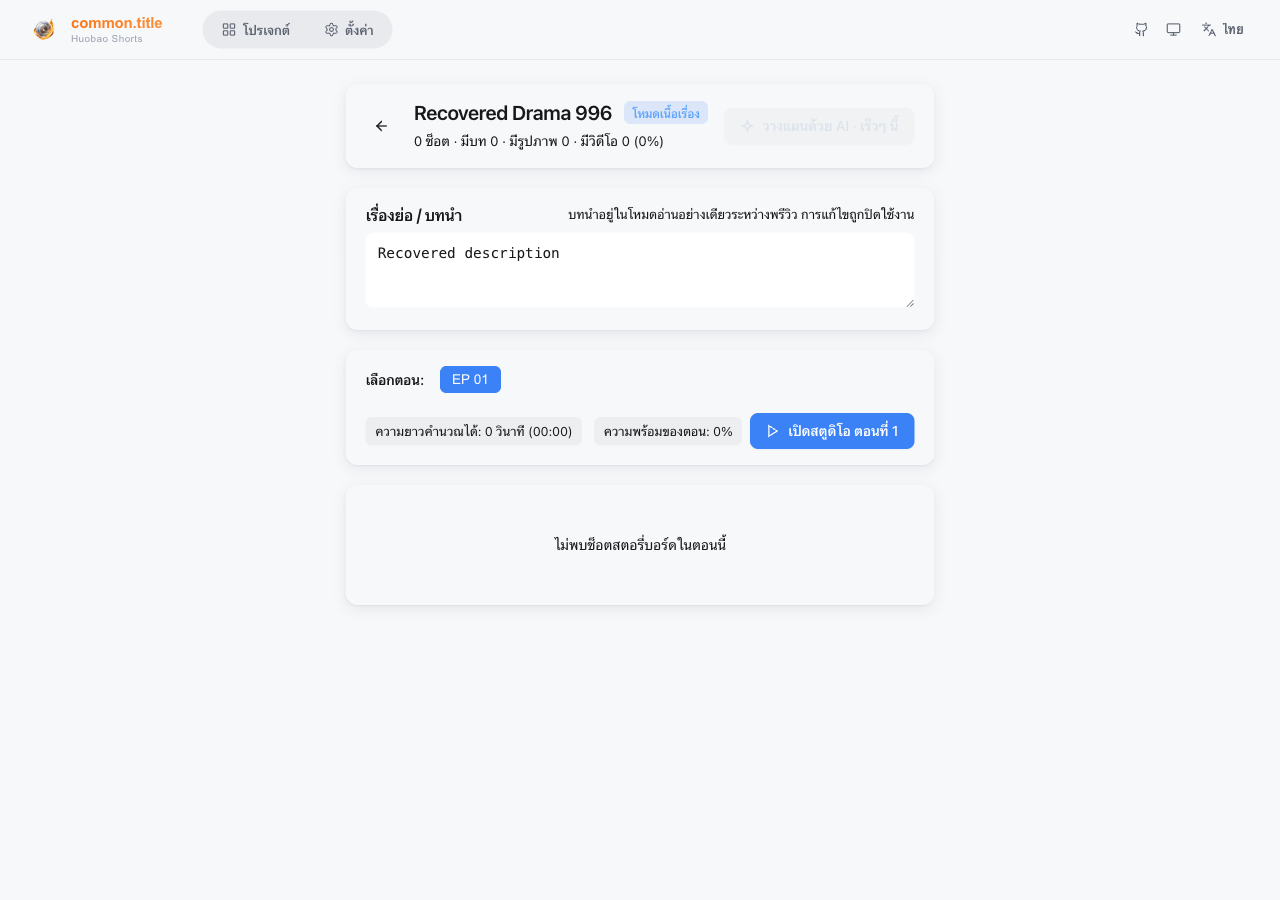 common.title
Huobao Shorts
โปรเจกต์
ตั้งค่า
ไทย
Recovered Drama 996
โหมดเนื้อเรื่อง
0 ช็อต · มีบท 0 · มีรูปภาพ 0 · มีวิดีโอ 0 (0%)
วางแผนด้วย AI · เร็วๆ นี้
เรื่องย่อ / บทนำ
บทนำอยู่ในโหมดอ่านอย่างเดียวระหว่างพรีวิว การแก้ไขถูกปิดใช้งาน
Recovered description
เลือกตอน:
EP 01
ความยาวคำนวณได้: 0 วินาที (00:00)
ความพร้อมของตอน: 0%
เปิดสตูดิโอ ตอนที่ 1
ไม่พบช็อตสตอรี่บอร์ดในตอนนี้